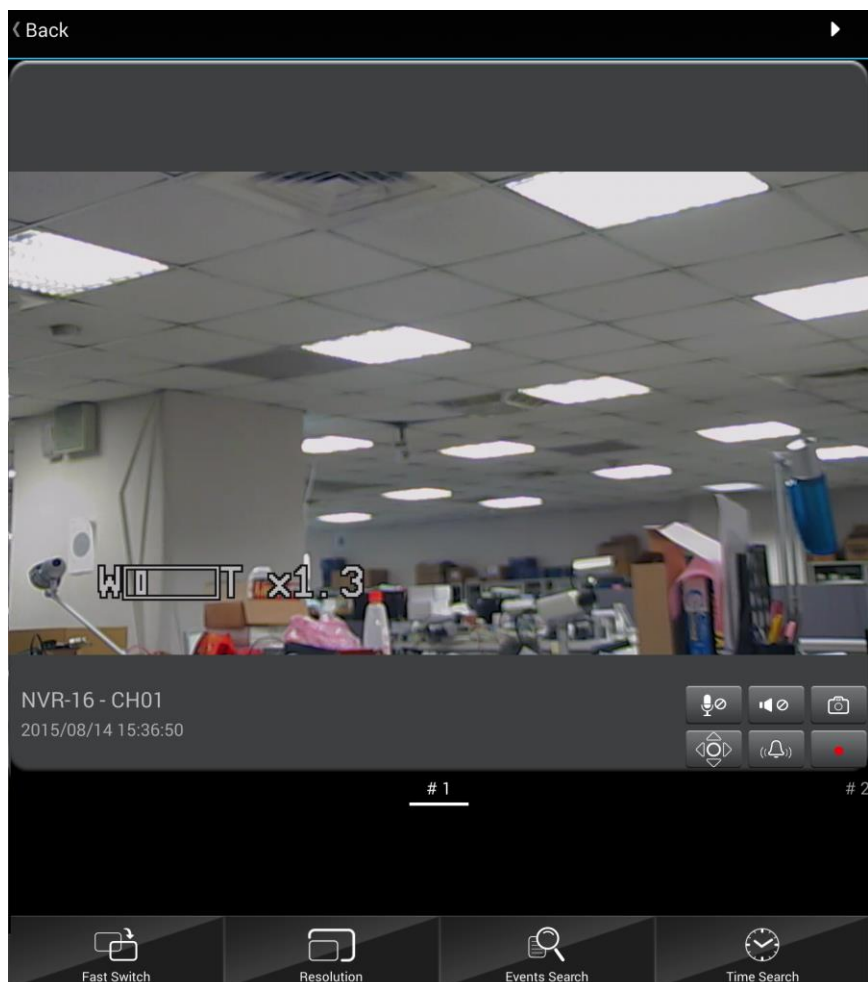 Back
W T x1.3
NVR-16 - CH01
2015/08/14 15:36:50
# 1
# 2
Fast Switch
Resolution
Events Search
Time Search